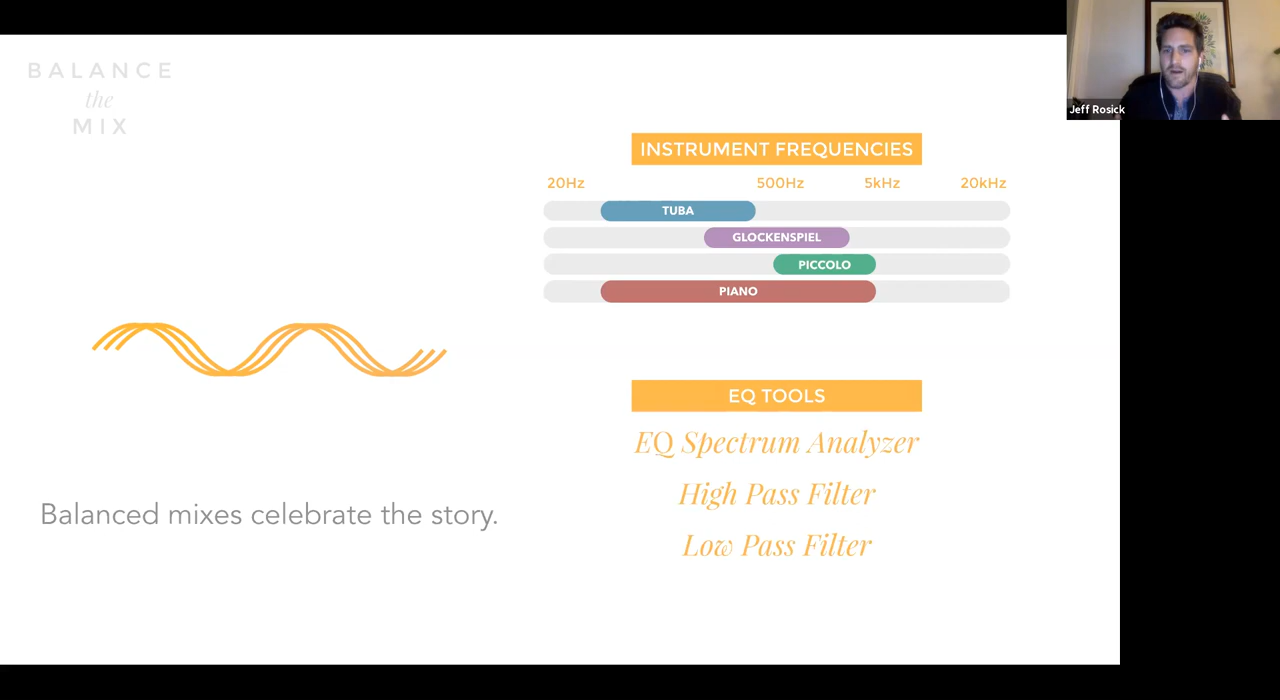 BALANCE
the
MIX
Jeff Rosick
INSTRUMENT FREQUENCIES
20Hz 500Hz 5kHz 20kHz
TUBA
GLOCKENSPIEL
PICCOLO
PIANO
EQ TOOLS
EQ Spectrum Analyzer
High Pass Filter
Low Pass Filter
Balanced mixes celebrate the story.